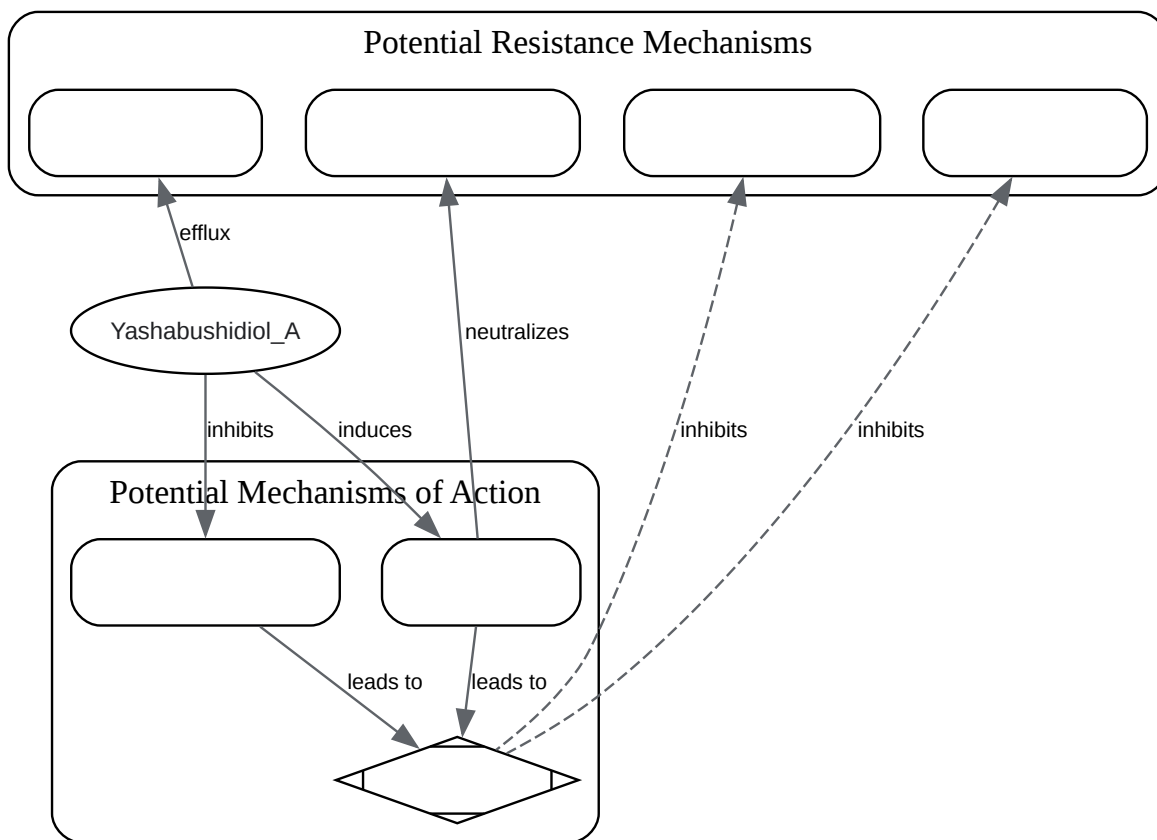 Potential Resistance Mechanisms
efflux
Yashabushidiol_A
neutralizes
inhibits
induces
inhibits
inhibits
Potential Mechanisms of Action
leads to
leads to